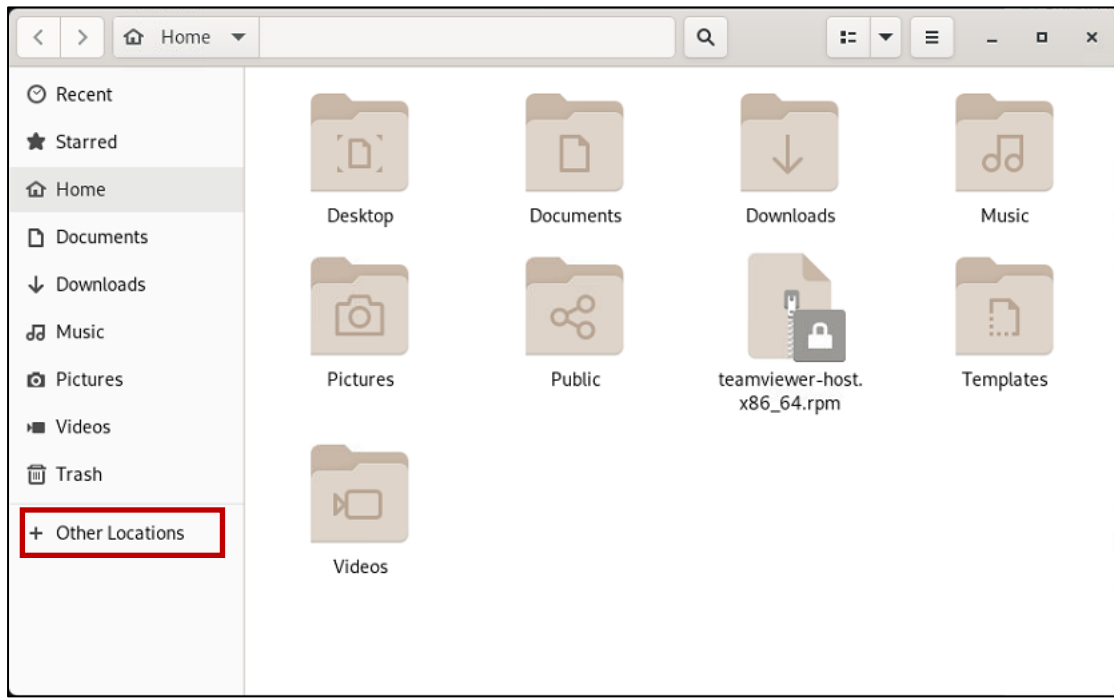 Home
Recent
Starred
Home
Documents
Downloads
Music
Pictures
Videos
Trash
+ Other Locations
Desktop
Documents
Downloads
Music
Pictures
Public
teamviewer-host.
x86_64.rpm
Templates
Videos